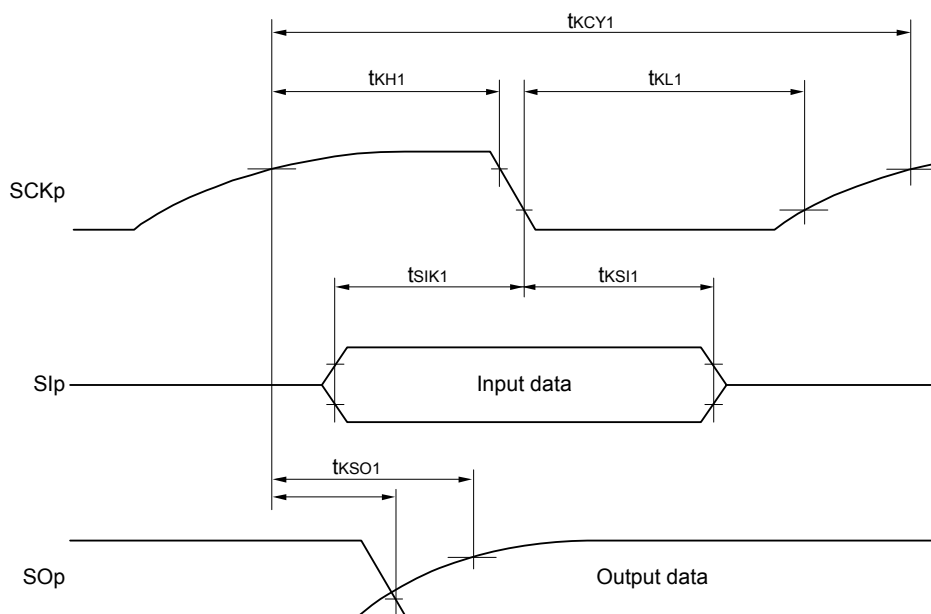 tKCY1
tKH1
tKL1
SCKp
tSIK1
tKSI1
SIp
Input data
tKSO1
SOp
Output data